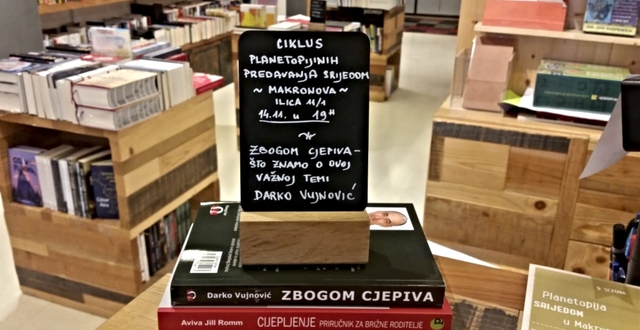 CIKLUS
PLANETOPIJINIH
PREDAVANJA SRIJEDOM
~ MAKRONOVA ~
ILICA 11/1
14.11. u 19H
ZBOGOM CJEPIVA -
ŠTO ZNAMO O OVOJ
VAŽNOJ TEMI
DARKO VUJNOVIĆ
Darko Vujnović ZBOGOM CJEPIVA
Aviva Jill Romm CIJEPLJENJE PRIRUČNIK ZA BRIŽNE RODITELJE
Planetopija
SRIJEDOM
u Makro